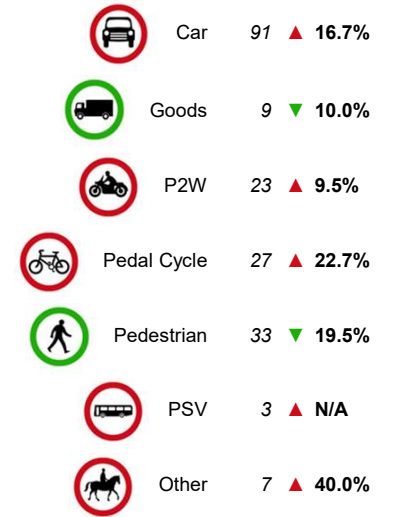 Car 91 ▲ 16.7%
Goods 9 ▼ 10.0%
P2W 23 ▲ 9.5%
Pedal Cycle 27 ▲ 22.7%
Pedestrian 33 ▼ 19.5%
PSV 3 ▲ N/A
Other 7 ▲ 40.0%